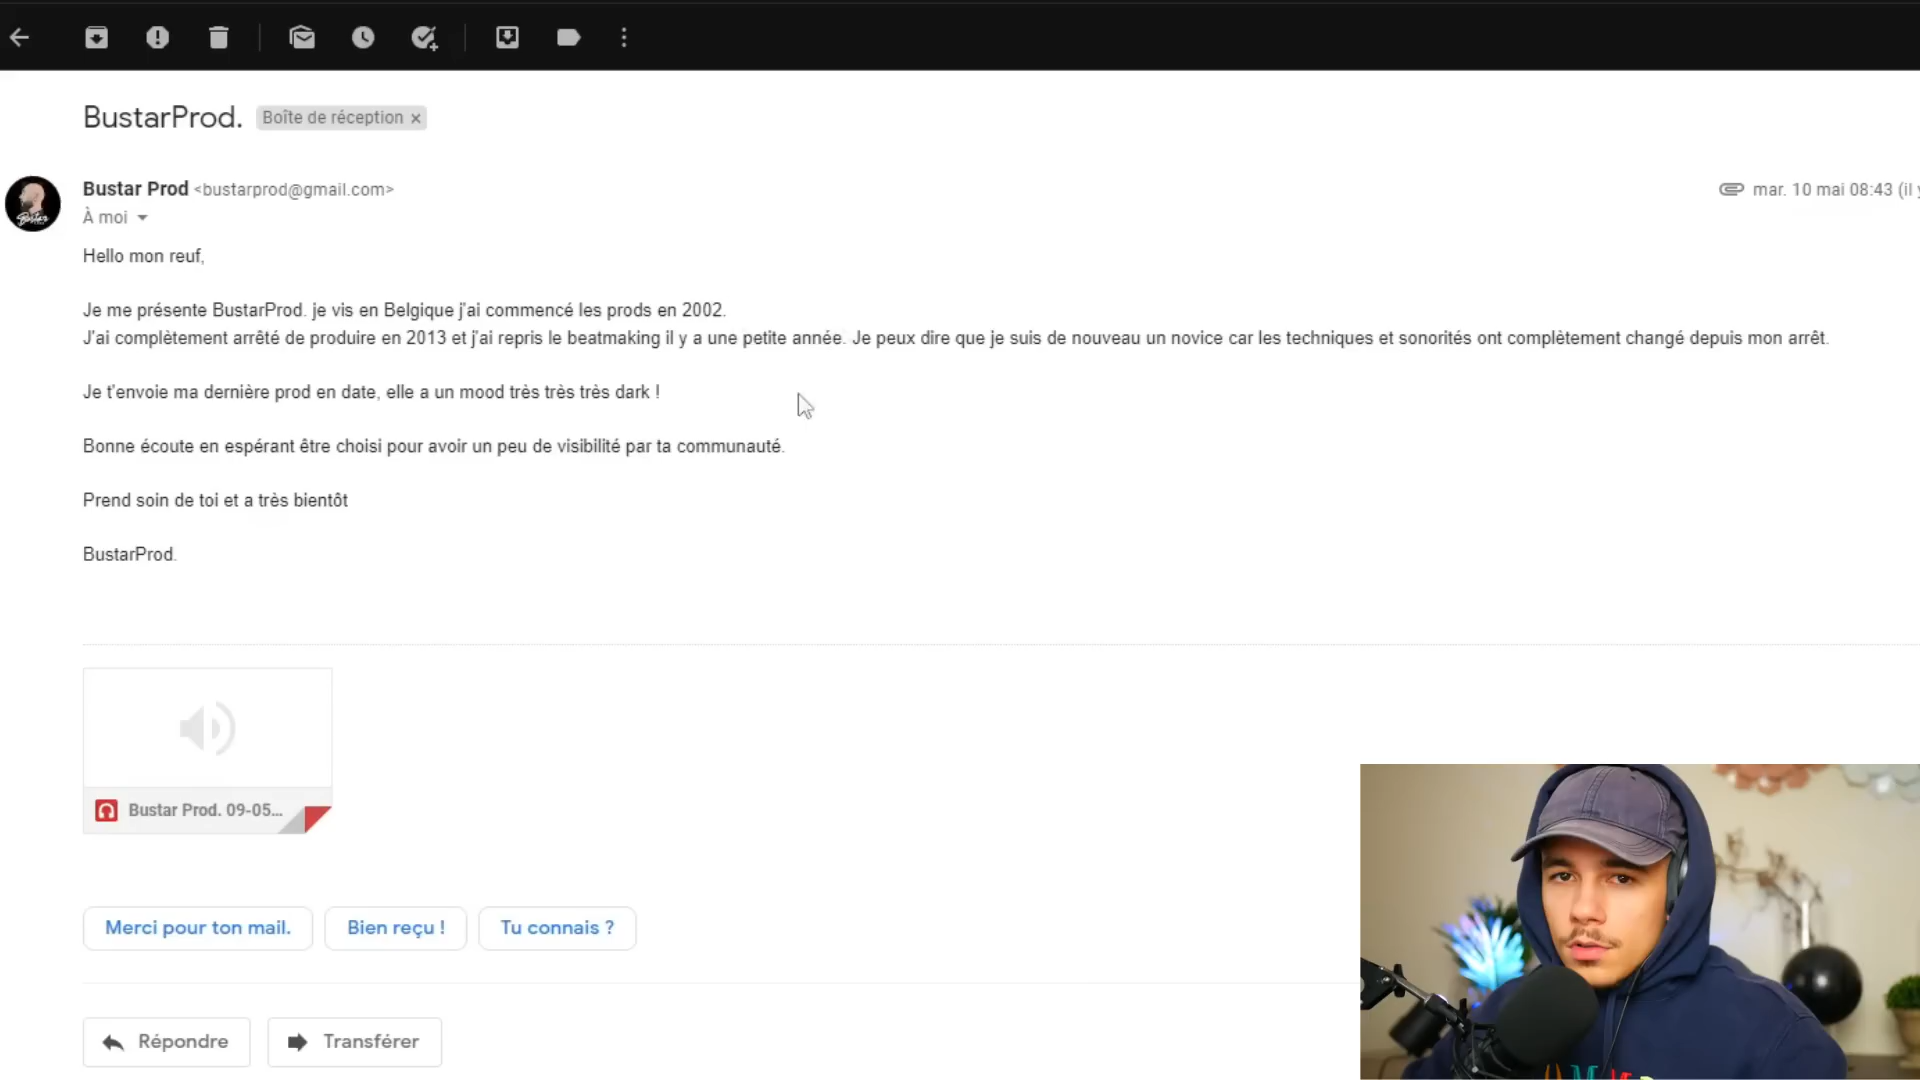 BustarProd. Boîte de réception ×
Bustar Prod <bustarprod@gmail.com>
mar. 10 mai 08:43 (il y
À moi
Hello mon reuf,
Je me présente BustarProd. je vis en Belgique j'ai commencé les prods en 2002.
J'ai complètement arrêté de produire en 2013 et j'ai repris le beatmaking il y a une petite année. Je peux dire que je suis de nouveau un novice car les techniques et sonorités ont complètement changé depuis mon arrêt.
Je t'envoie ma dernière prod en date, elle a un mood très très très dark !
Bonne écoute en espérant être choisi pour avoir un peu de visibilité par ta communauté.
Prend soin de toi et a très bientôt
BustarProd.
Bustar Prod. 09-05...
Merci pour ton mail.
Bien reçu !
Tu connais ?
Répondre
Transférer